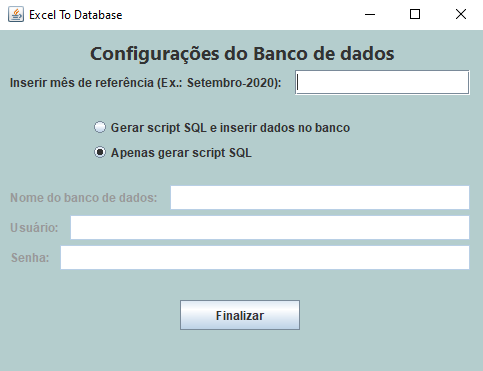 Excel To Database
Configurações do Banco de dados
Inserir mês de referência (Ex.: Setembro-2020):
Gerar script SQL e inserir dados no banco
Apenas gerar script SQL
Nome do banco de dados:
Usuário:
Senha:
Finalizar